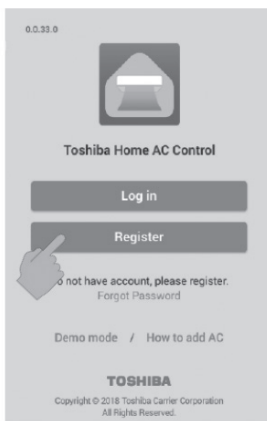 0.0.33.0
Toshiba Home AC Control
Log in
Register
o not have account, please register.
Forgot Password
Demo mode / How to add AC
TOSHIBA
Copyright © 2018 Toshiba Carrier Corporation
All Rights Reserved.